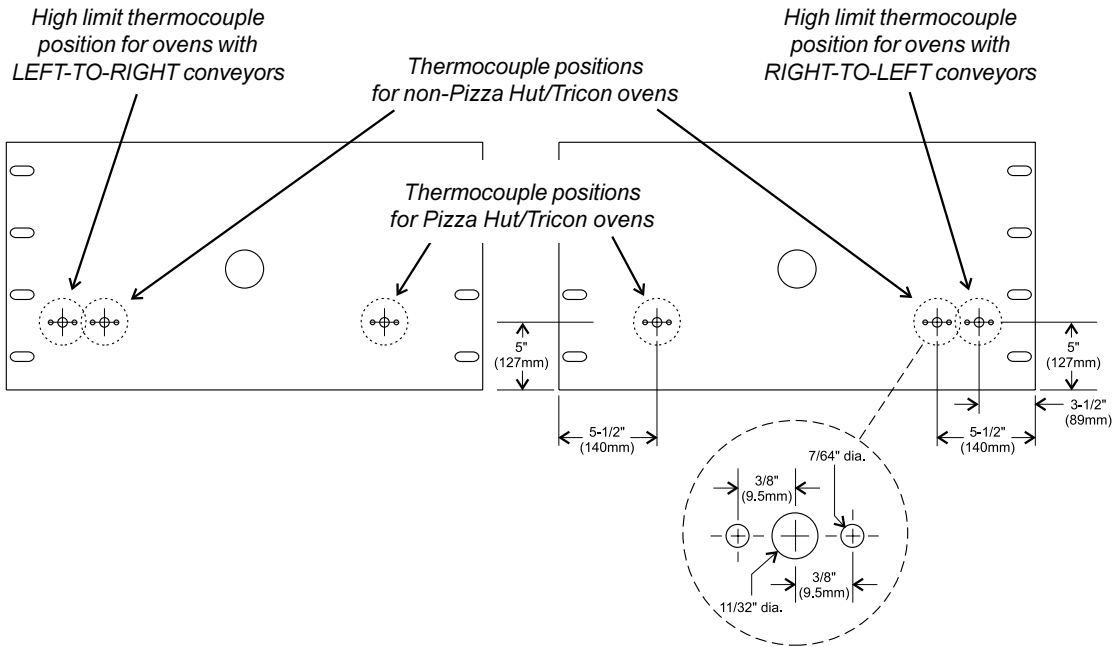 High limit thermocouple
position for ovens with
LEFT-TO-RIGHT conveyors
Thermocouple positions
for non-Pizza Hut/Tricon ovens
High limit thermocouple
position for ovens with
RIGHT-TO-LEFT conveyors
Thermocouple positions
for Pizza Hut/Tricon ovens
5"
(127mm)
5"
(127mm)
3-1/2"
(89mm)
5-1/2"
(140mm)
5-1/2"
(140mm)
7/64" dia.
3/8"
(9.5mm)
3/8"
(9.5mm)
11/32" dia.